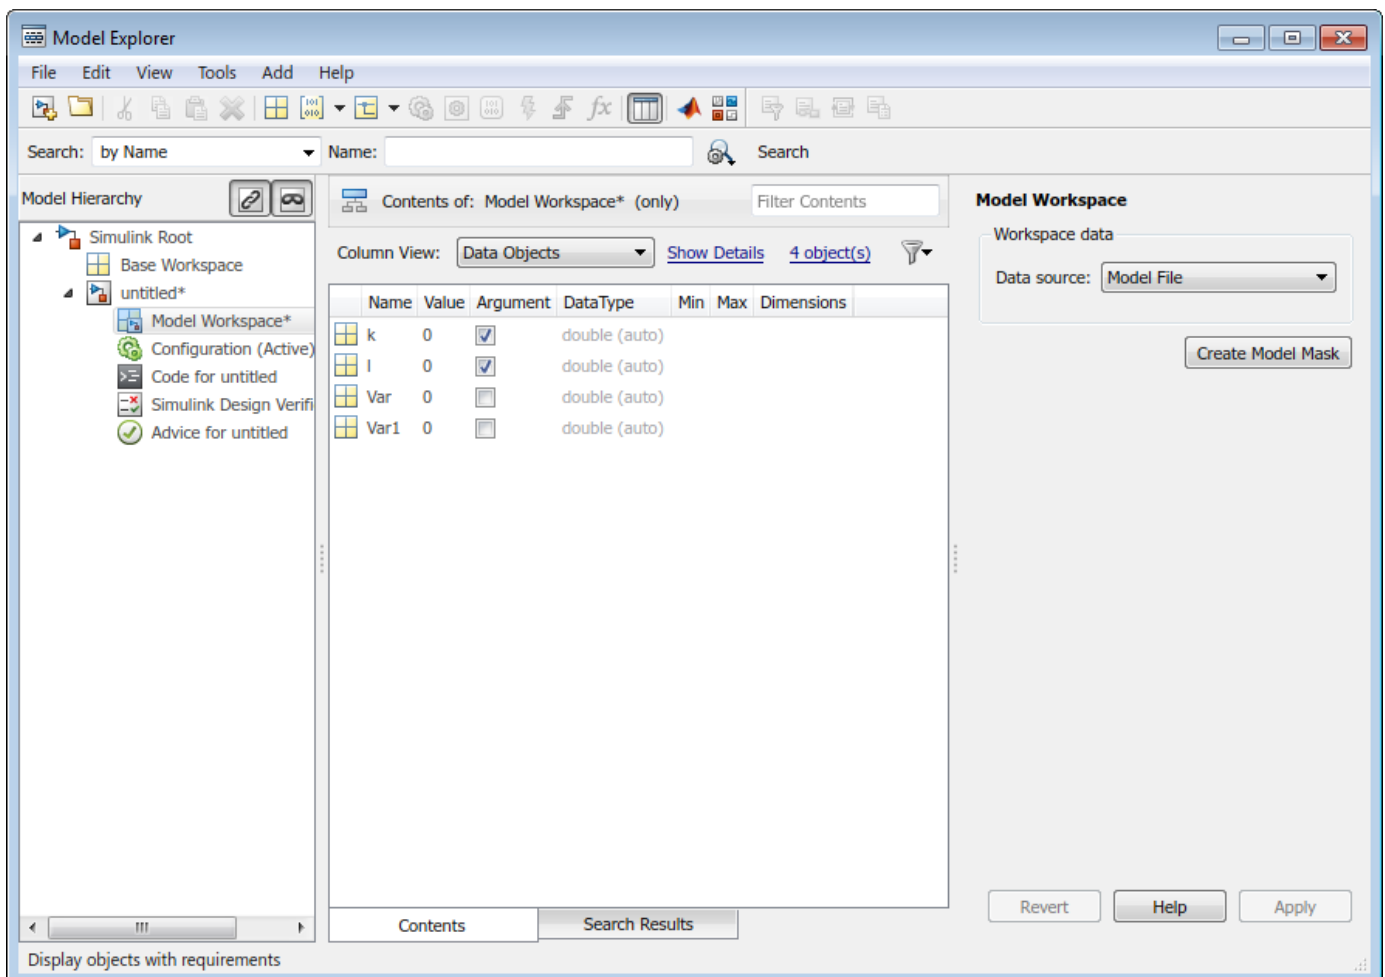 Model Explorer
File Edit View Tools Add Help
Search: by Name Name: Search
Model Hierarchy
Simulink Root
Base Workspace
untitled*
Model Workspace*
Configuration (Active)
Code for untitled
Simulink Design Verifi
Advice for untitled
Contents of: Model Workspace* (only) Filter Contents
Column View: Data Objects Show Details 4 object(s)
Name Value Argument DataType Min Max Dimensions
k 0 double (auto)
l 0 double (auto)
Var 0 double (auto)
Var1 0 double (auto)
Contents Search Results
Model Workspace
Workspace data
Data source: Model File
Create Model Mask
Revert Help Apply
Display objects with requirements